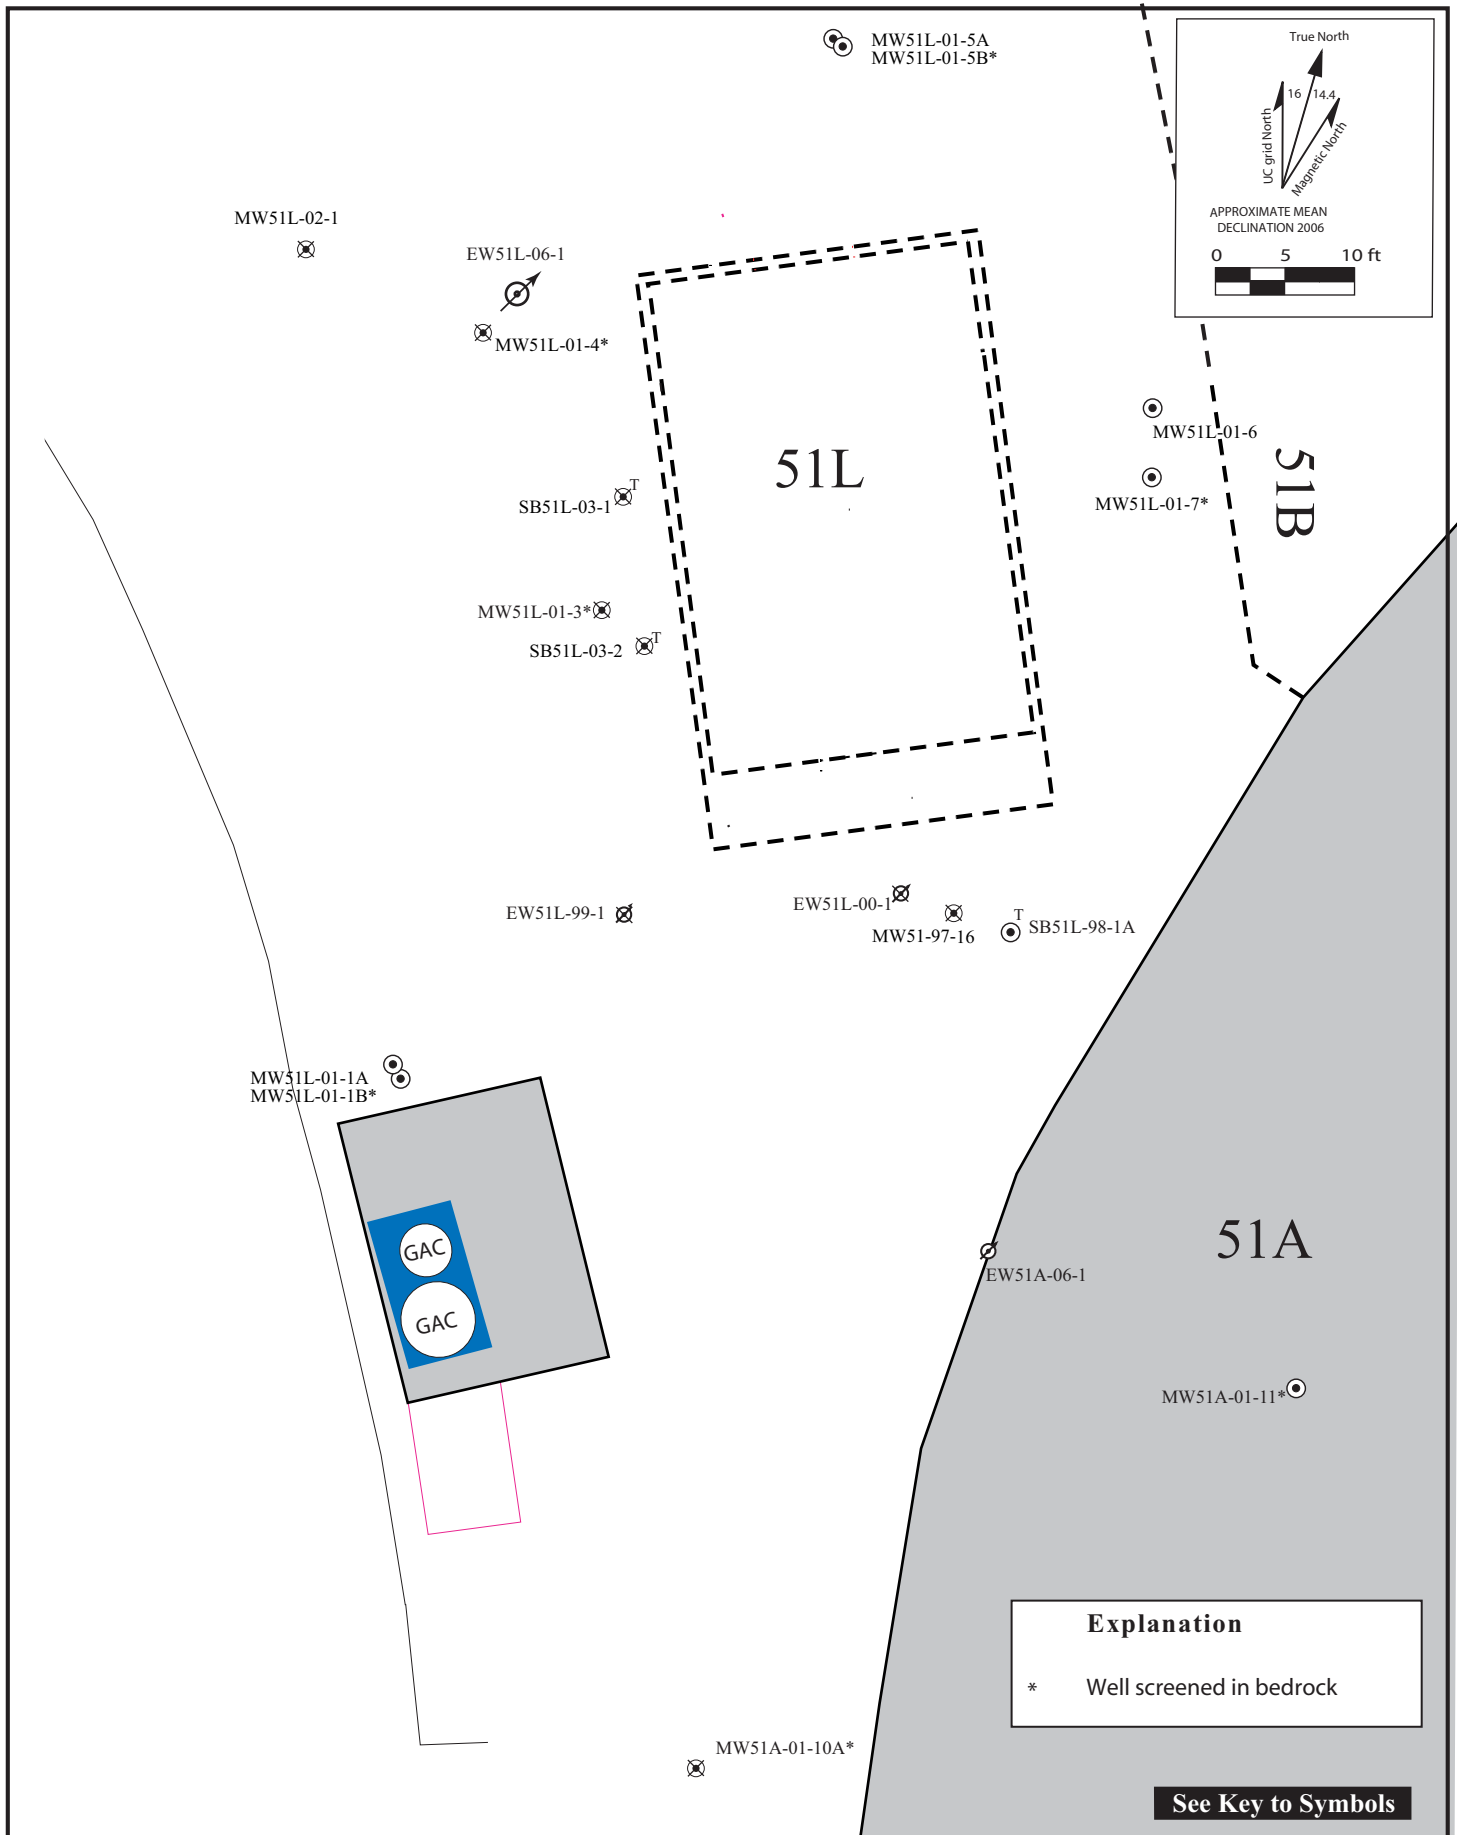 MW51L-01-5A
MW51L-01-5B*
True North
16
14.4
UC grid North
Magnetic North
APPROXIMATE MEAN
DECLINATION 2006
0 5 10 ft
MW51L-02-1
EW51L-06-1
MW51L-01-4*
MW51L-01-6
51L
51B
MW51L-01-7*
T
SB51L-03-1
MW51L-01-3*
T
SB51L-03-2
EW51L-99-1
EW51L-00-1
MW51-97-16
T
SB51L-98-1A
MW51L-01-1A
MW51L-01-1B*
GAC
GAC
51A
EW51A-06-1
MW51A-01-11*
Explanation
* Well screened in bedrock
MW51A-01-10A*
See Key to Symbols